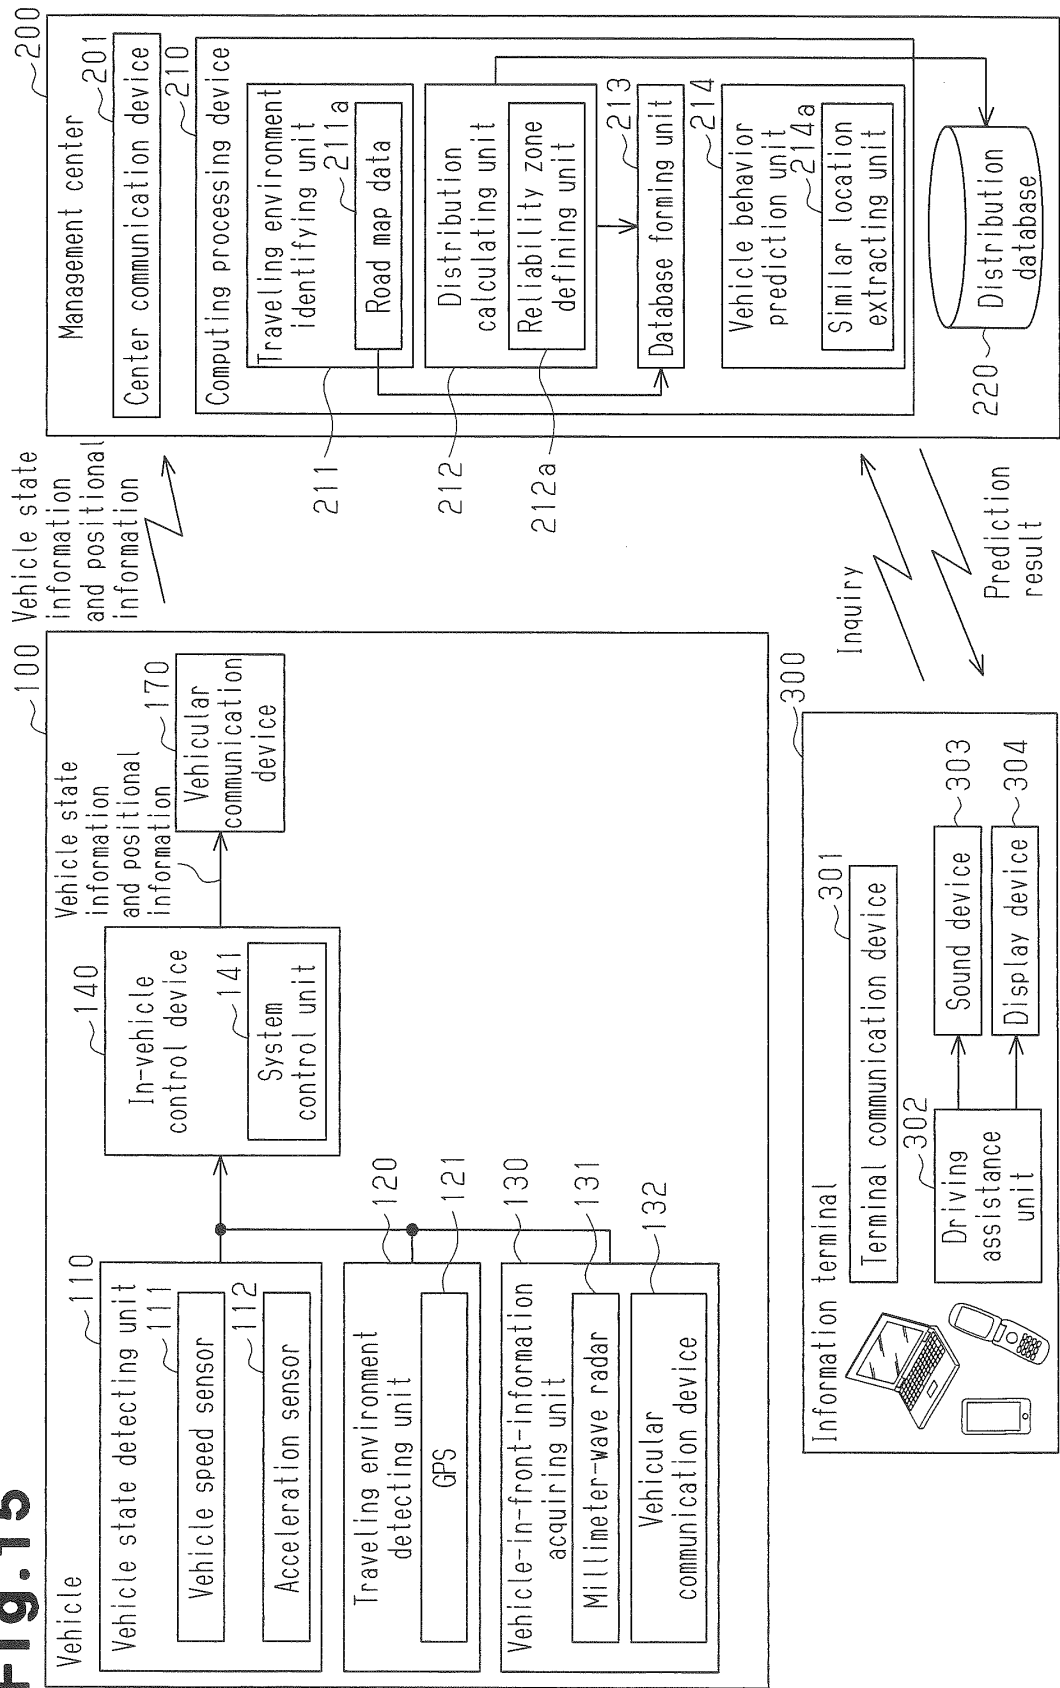 Fig.15
Vehicle
100
Vehicle state detecting unit
110
Vehicle speed sensor
111
Acceleration sensor
112
Traveling environment
detecting unit
120
GPS
121
Vehicle-in-front-information
acquiring unit
130
Millimeter-wave radar
131
Vehicular
communication device
132
In-vehicle
control device
140
System
control unit
141
Vehicle state
information
and positional
information
Vehicular
communication
device
170
Vehicle state
information
and positional
information
Management center
200
Center communication device
201
Computing processing device
210
Traveling environment
identifying unit
211
Road map data
211a
Distribution
calculating unit
212
Reliability zone
defining unit
212a
Database forming unit
213
Vehicle behavior
prediction unit
214
Similar location
extracting unit
214a
Distribution
database
220
Inquiry
Prediction
result
Information terminal
300
Terminal communication device
301
Driving
assistance
unit
302
Sound device
303
Display device
304